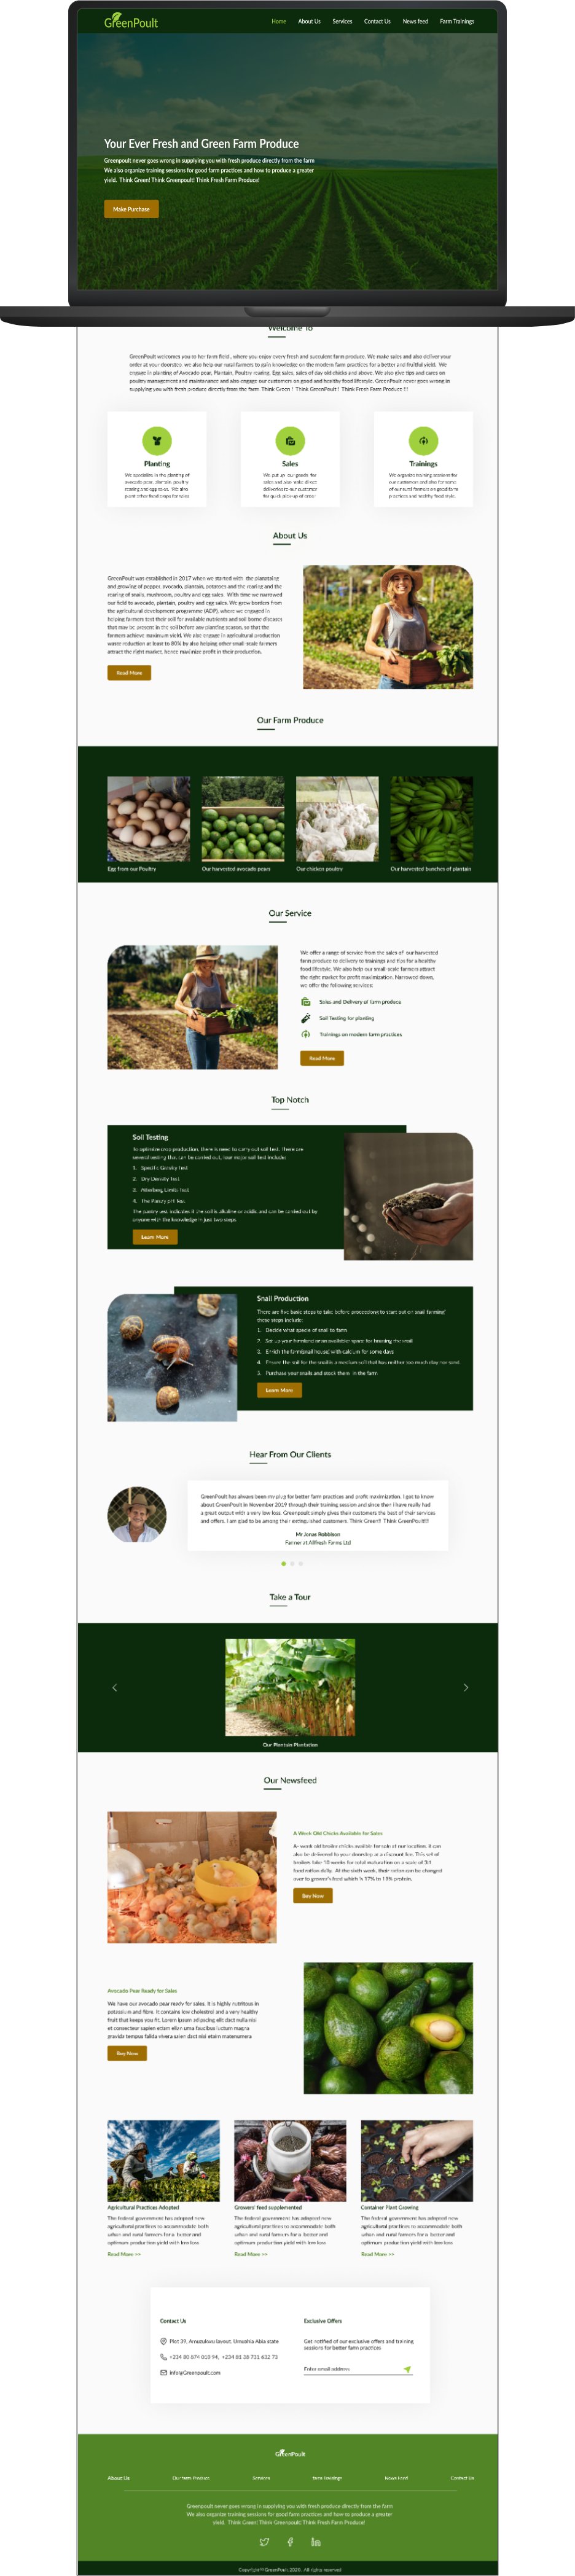 GreenPoult
Home About Us Services Contact Us News feed Farm Trainings
Your Ever Fresh and Green Farm Produce
Greenpoult never goes wrong in supplying you with fresh produce directly from the farm
We also organize training sessions for good farm practices and how to produce a greater
yield. Think Green! Think Greenpoult! Think Fresh Farm Produce!
Make Purchase
Welcome To
GreenPoult welcomes you to her farm field , where you enjoy every fresh and succulent farm produce. We make sales and also deliver your
order at your doorstep. we also help our rural farmers to gain knowledge on the modern farm practices for a better and fruitful yield. We
engage in planting of Avocado pear, Plantain, Poultry rearing, Egg sales, sales of day old chicks and above. We also give tips and cares on
poultry management and maintenance and also engage our customers on good and healthy food lifestyle. GreenPoult never goes wrong in
supplying you with fresh produce directly from the farm. Think Green ! Think GreenPoult ! Think Fresh Farm Produce !!!
Planting
We specialize in the planting of
avocado pear, plantain, poultry
rearing and egg sales. We also
plant other food crops for sales
Sales
We put up our goods for
sales and also make direct
deliveries to our customers
for quick pick-up of order
Trainings
We organize training sessions for
our customers and also for some
of our rural farmers on good farm
practices and healthy food style.
About Us
GreenPoult was established in 2017 when we started with the
and growing of pepper, avocado, plantain, potatoes and the rearing and the
rearing of snails, mushroom, poultry and egg sales. With time we narrowed
our field to avocado, plantain, poultry and egg sales. We grew borders from
the agricultural development programme (ADP), where we engaged in
helping farmers test their soil for available nutrients and soil borne diseases
that may be present in the soil before any planting season, so that the
farmers achieve maximum yield. We also engage in agricultural production
waste reduction at least to 80% by also helping other small-scale farmers
attract the right market, hence maximize profit in their production.
Read More
Our Farm Produce
Egg from our Poultry
Our harvested avocado pears
Our chicken poultry
Our harvested bunches of plantain
Our Service
We offer a range of service from the sales of our harvested
farm produce to delivery to trainings and tips for a healthy
food lifestyle. We also help our small scale farmers attract
the right market for profit maximization. Narrowed down,
we offer the following services:
Sales and Delivery of farm produce
Soil Testing for planting
Trainings on modern farm practices
Read More
Top Notch
Soil Testing
To optimize crop production, there is need to carry out soil test. There are
several testing that can be carried out, four major soil test include:
1. Specific Gravity Test
2. Dry Density Test
3. Atterberg Limits Test
4. The Pantry pH Test
The pantry test indicates if the soil is alkaline or acidic and can be carried out by
anyone with the knowledge in just two steps
Learn More
Snail Production
There are five basic steps to take before proceeding to start out on snail farming!
these steps include:
1. Decide what species of snail to farm
2. Set up your farmland or an available space for housing the snail
3. Enrich the farm(snail house) with calcium for some days
4. Ensure the soil for the snail is a medium soil that has neither too much clay nor sand.
5. Purchase your snails and stock them in the farm
Learn More
Hear From Our Clients
GreenPoult has always been my plug for better farm practices and profit maximization. I got to know
about GreenPoult in November 2019 through their training session and since then I have really had
a great output with a very low loss. Greenpoult simply gives their customers the best of their services
and offers. I am glad to be among their extinguished customers. Think Green!! Think GreenPoult!!!
Mr Jonas Robbison
Farmer at Allfresh Farms Ltd
Take a Tour
Our Plantain Plantation
Our Newsfeed
A Week Old Chicks Available for Sales
A- week old broiler chicks available for sale at our location. It can
also be delivered to your doorstep at a discount fee. This set of
broilers take 10 weeks for total maturation on a scale of 3:1
food ration daily. At the sixth week, their ration can be changed
over to grower's feed which is 17% to 18% protein.
Buy Now
Avocado Pear Ready for Sales
We have our avocado pear ready for sales. It is highly nutritious in
potassium and fibre. It contains low cholesterol and a very healthy
fruit that keeps you fit. Lorem Ipsum adipscing elit dect nulla nisl
et consectetur sapien etiam elian urna faucibus luctum magna
gravida tempus
Buy Now
Agricultural Practices Adopted
The federal government has adopted new
agricultural practices to accommodate both
urban and rural farmers for a better and
optimum production yield with low loss
Read More >>
Growers' feed supplemented
The federal government has adopted new
agricultural practices to accommodate both
urban and rural farmers for a better and
optimum production yield with low loss
Read More >>
Container Plant Growing
The federal government has adopted new
agricultural practices to accommodate both
urban and rural farmers for a better and
optimum production yield with low loss
Read More >>
Contact Us
Plot 39, Amuzukwu layout, Umuahia Abia state
+234 80 674 010 94, +234 81 38 731 632 73
info@Greenpoult.com
Exclusive Offers
Get notified of our exclusive offers and training
sessions for better farm practices
Enter email address
GreenPoult
About Us Our farm Produce Services Farm Trainings News Feed Contact Us
Greenpoult never goes wrong in supplying you with fresh produce directly from the farm
We also organize training sessions for good farm practices and how to produce a greater
yield. Think Green! Think Greenpoult! Think Fresh Farm Produce!
Copyright © GreenPoult. 2020. All rights reserved